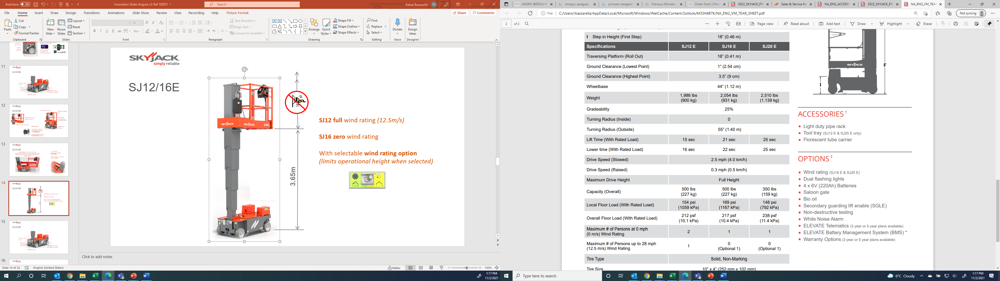 AutoSave Off
Innovation Slides August v2-Raf 102921
Search
Rafael Bazzarella RB
File Home Insert Draw Design Transitions Animations Slide Show Review View Recording Help Picture Format
Share Comments
Paste
Cut
Copy
Format Painter
Clipboard
New Slides
Reuse Slides
Layout
Reset
Section
Slides
14
Font
Text Direction
Align Text
Convert to SmartArt
Paragraph
Arrange
Quick Styles
Shape Fill
Shape Outline
Shape Effects
Drawing
Find
Replace
Select
Editing
Dictate
Voice
Design Ideas
Designer
11
SJ12/16E
12
SJ12/16E
13
SJ12/16E
14
SJ12/16E
15
SJ12/16E
16
SKYJACK
simply reliable
SJ12/16E
SKYJACK SKYJACK SJ16 E
3.65m
SJ12 full wind rating (12.5m/s)
SJ16 zero wind rating
With selectable wind rating option
(limits operational height when selected)
Click to add notes
Slide 14 of 22 English (United States)
Notes
142%
1:17 PM
11/2/2021
AHERN IBERICA PR
smopyc zaragoza
princess margaret
Previous Winners
Order Form | Princ
2022_SKYJACK_PRO
Sales & Service Re
NA_ENG_ACCESSO
2022_SKYJACK_PRO
NA_ENG_VM_TEAR
File C:/Users/rbazzarella/AppData/Local/Microsoft/Windows/INetCache/Content.Outlook/M33H4B7K/NA_ENG_VM_TEAR_SHEET.pdf
Not syncing
2 of 2
Page view Read aloud Add text Draw Highlight Erase
I Step in Height (First Step) 18” (0.46 m)
Specifications SJ12 E SJ16 E SJ20 E
Traversing Platform (Roll Out) 16” (0.41 m)
Ground Clearance (Lowest Point) 1” (2.54 cm)
Ground Clearance (Highest Point) 3.5” (9 cm)
Wheelbase 44” (1.12 m)
Weight 1,986 lbs (900 kg) 2,054 lbs (931 kg) 2,510 lbs (1,139 kg)
Gradeability 25%
Turning Radius (Inside) 0
Turning Radius (Outside) 55” (1.40 m)
Lift Time (With Rated Load) 15 sec 21 sec 25 sec
Lower time (With Rated Load) 16 sec 22 sec 25 sec
Drive Speed (Stowed) 2.5 mph (4.0 km/h)
Drive Speed (Raised) 0.3 mph (0.5 km/h)
Maximum Drive Height Full Height
Capacity (Overall) 500 lbs (227 kg) 500 lbs (227 kg) 350 lbs (159 kg)
Local Floor Load (With Rated Load) 154 psi (1059 kPa) 169 psi (1167 kPa) 148 psi (792 kPa)
Overall Floor Load (With Rated Load) 212 psf (10.1 kPa) 217 psf (10.4 kPa) 238 psf (11.4 kPa)
Maximum # of Persons at 0 mph (0 m/s) Wind Rating 2 1 1
Maximum # of Persons up to 28 mph (12.5 m/s) Wind Rating 1 0 (Optional 1) 0 (Optional 1)
Tire Type Solid, Non-Marking
Tire Size 10” x 4” (252 mm x 102 mm)
SKYJACK
F
I
ACCESSORIES †
Light duty pipe rack
Tool tray (SJ12 E & SJ20 E only)
Florescent tube carrier
OPTIONS ‡
Wind rating (SJ16 E & SJ20 E)
Dual flashing lights
4 x 6V (220Ah) Batteries
Saloon gate
Bio oil
Secondary guarding lift enable (SGLE)
Non-destructive testing
White Noise Alarm
ELEVATE Telematics (3 year or 5 year plans available)
ELEVATE Battery Management System (BMS) *
Warranty Options (3 year or 5 year plans available)
Type here to search
6°C Cloudy
1:17 PM
11/2/2021